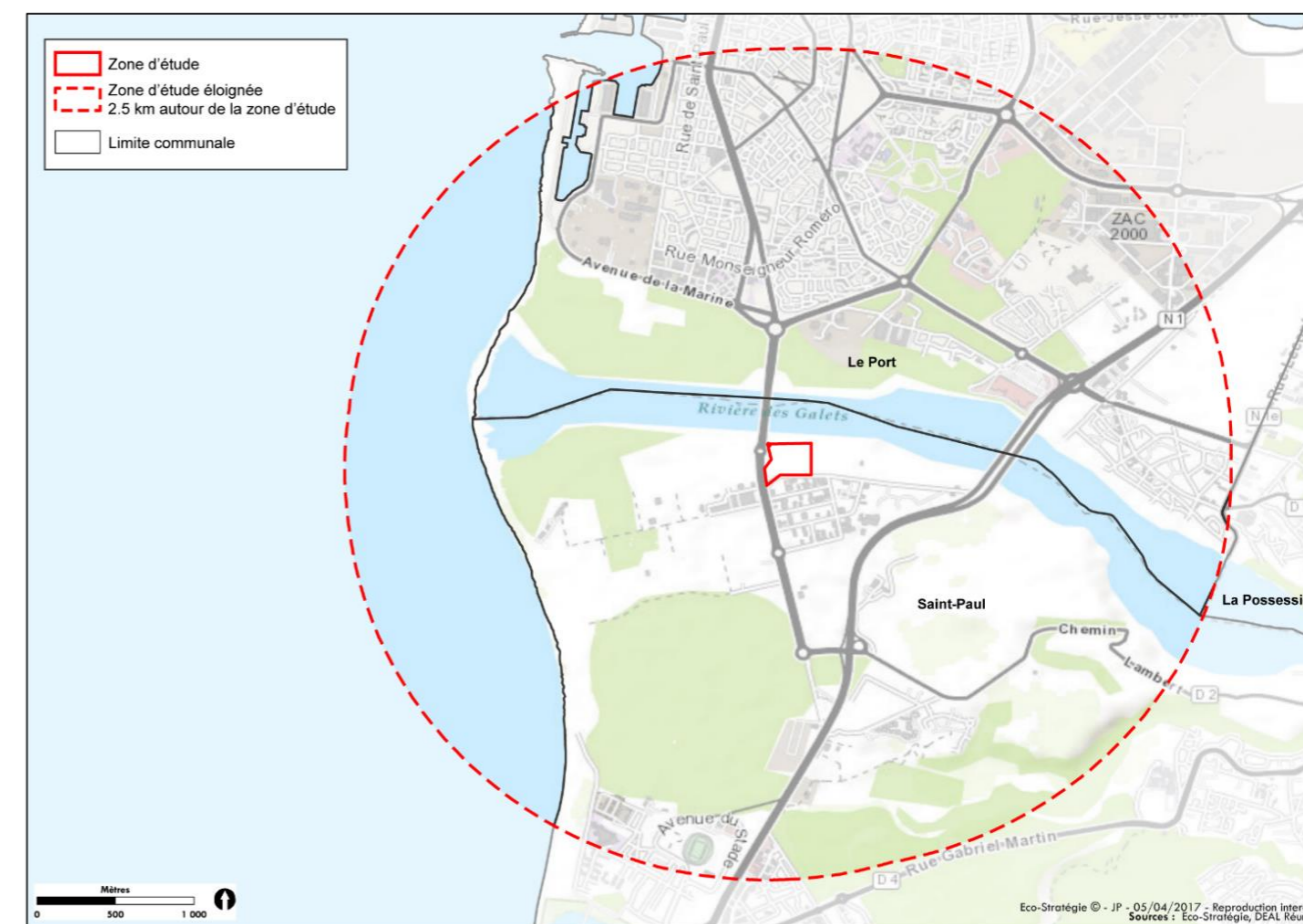 Zone d'étude
Zone d'étude éloignée
2.5 km autour de la zone d'étude
Limite communale
Rue de Saint Paul
ZAC
2000
Rue Monseigneur Roméro
Avenue de la Marine
N 1
Le Port
Rivière des Galets
N 1e
D
Saint-Paul
La Possessi
Chemin
Lambert
D 2
Avenue du Stade
Rue Gabriel Martin
D 4
Mètres
0 500 1 000
Eco-Stratégie © - JP - 05/04/2017 - Reproduction inter
Sources : Eco-Stratégie, DEAL Réu